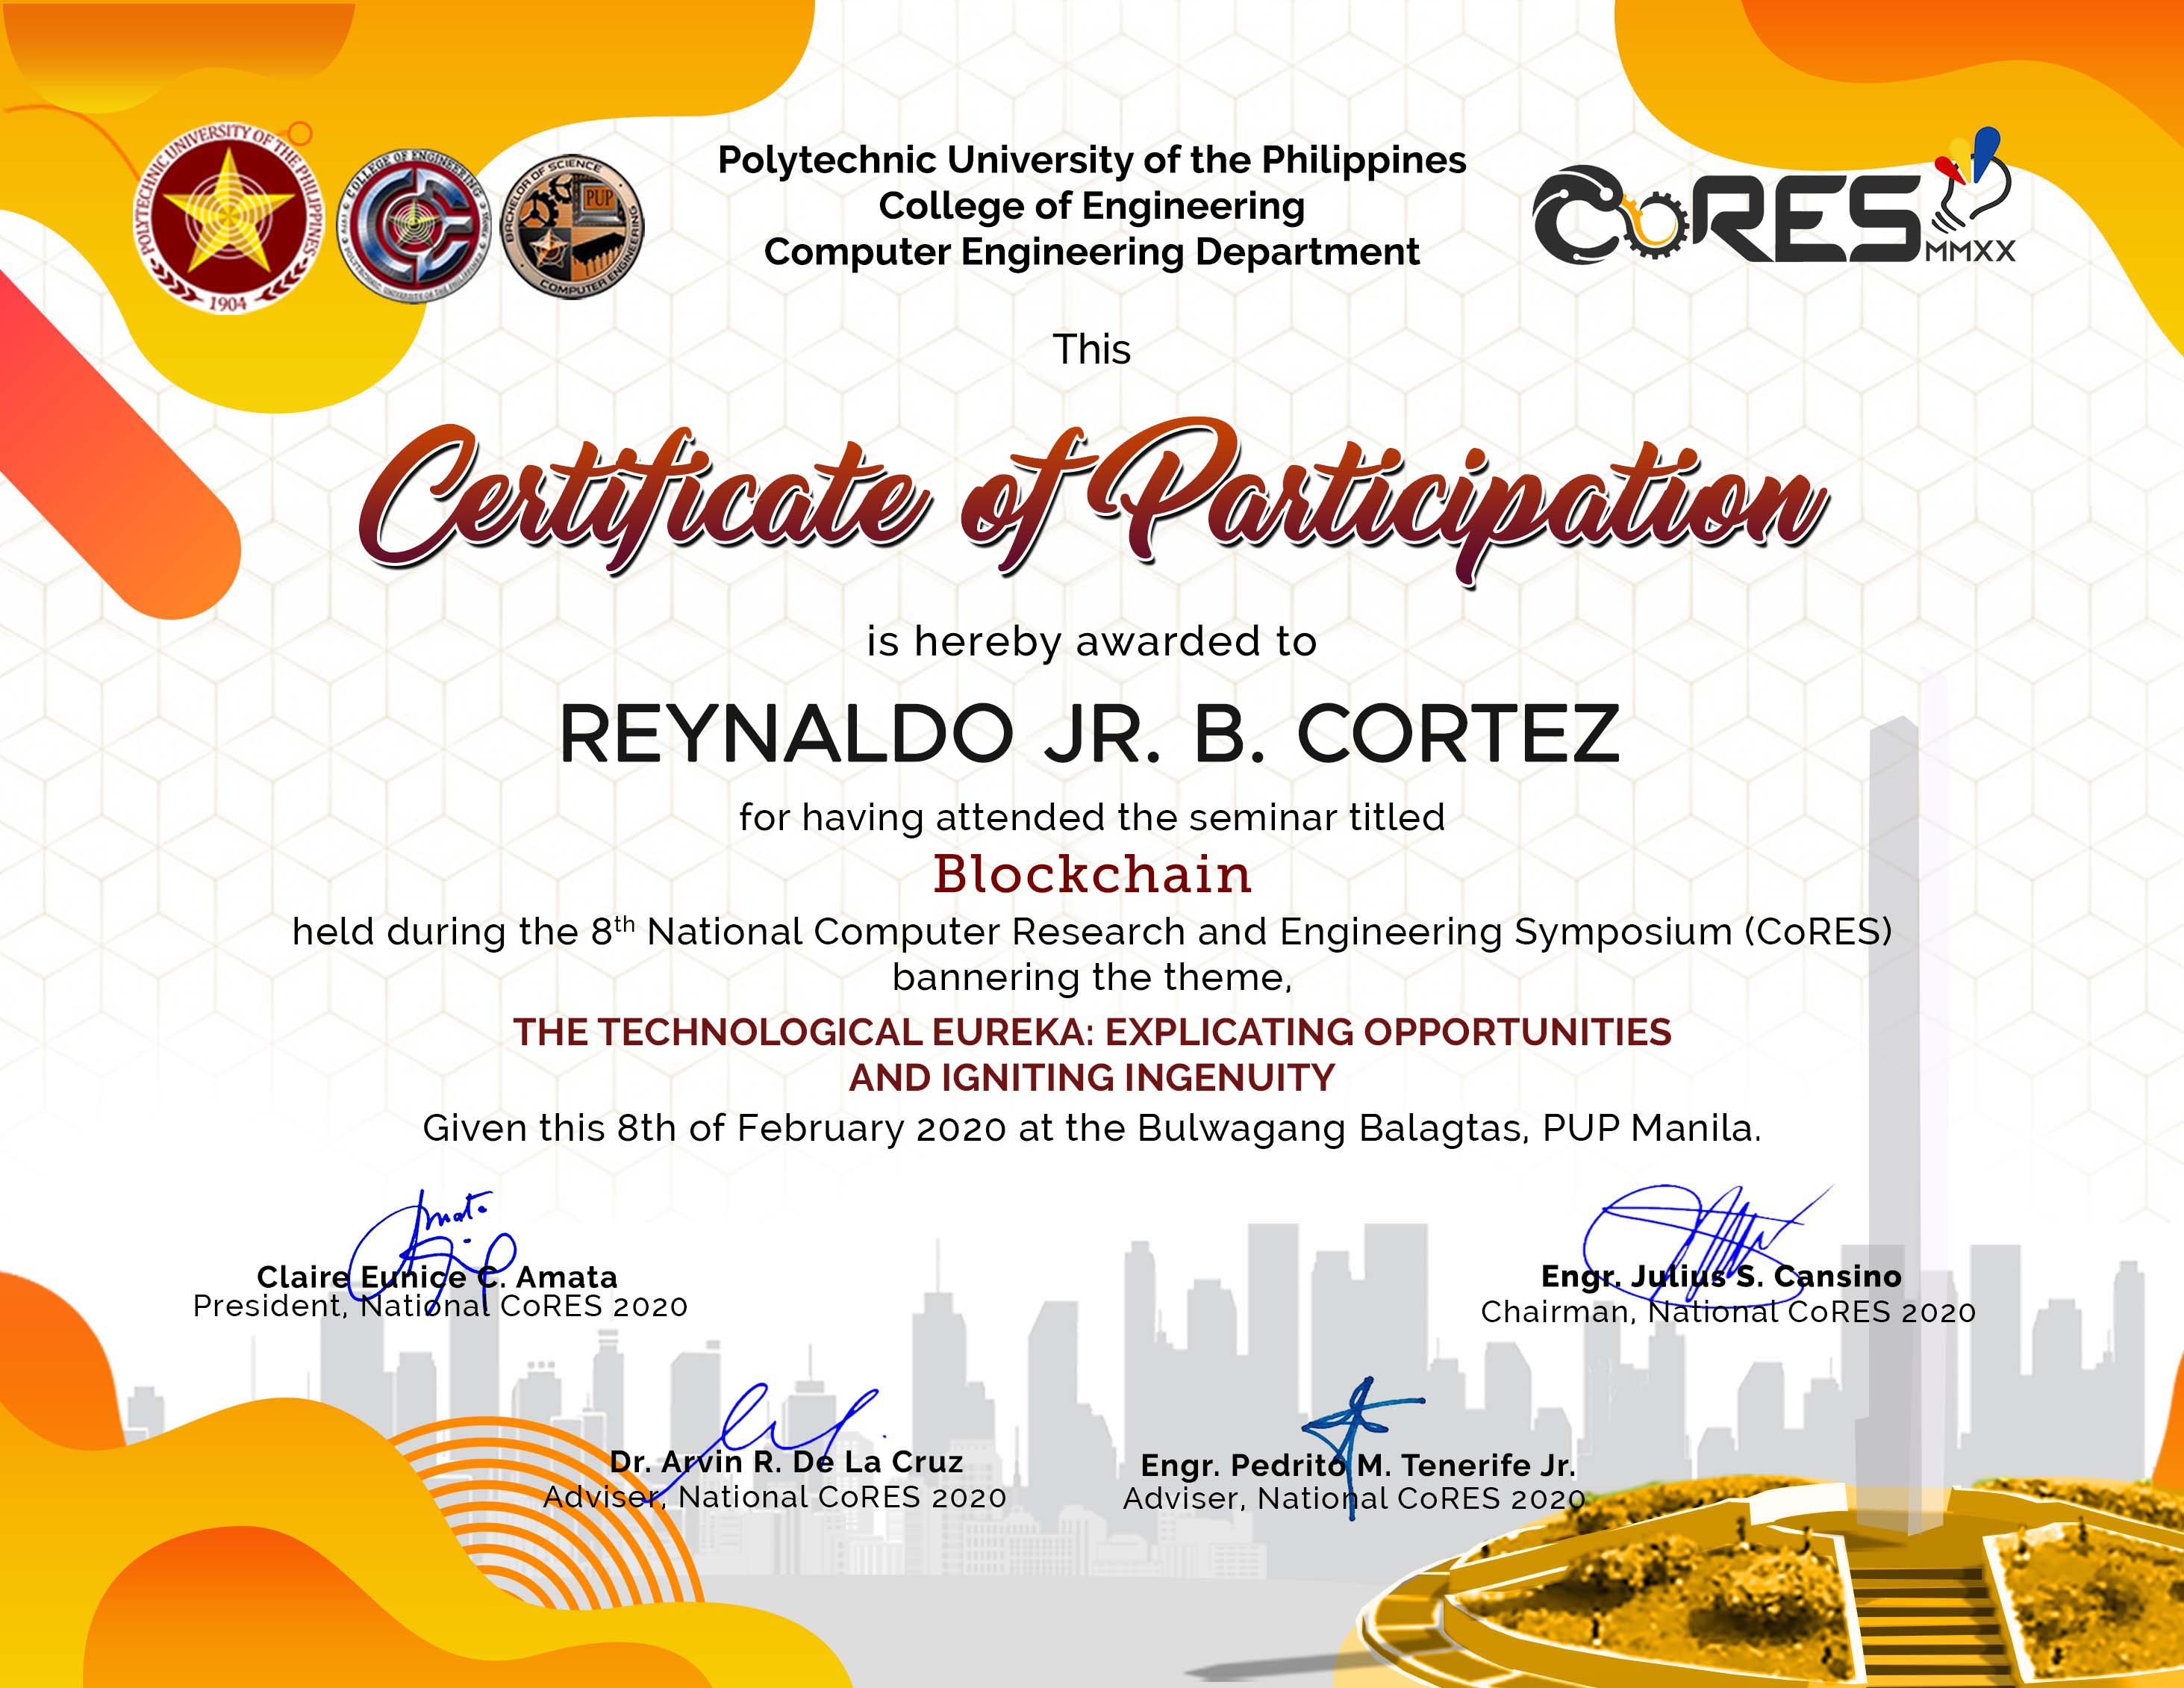 POLYTECHNIC UNIVERSITY OF THE PHILIPPINES
1904
COLLEGE OF ENGINEERING
BACHELOR OF SCIENCE
PUP
COMPUTER ENGINEERING
Polytechnic University of the Philippines
College of Engineering
Computer Engineering Department
CoRES
MMXX
This
Certificate of Participation
is hereby awarded to
REYNALDO JR. B. CORTEZ
for having attended the seminar titled
Blockchain
held during the 8th National Computer Research and Engineering Symposium (CoRES)
bannering the theme,
THE TECHNOLOGICAL EUREKA: EXPLICATING OPPORTUNITIES
AND IGNITING INGENUITY
Given this 8th of February 2020 at the Bulwagang Balagtas, PUP Manila.
Amata
Claire Eunice C. Amata
President, National CoRES 2020
Engr. Julius S. Cansino
Chairman, National CoRES 2020
Dr. Arvin R. De La Cruz
Adviser, National CoRES 2020
Engr. Pedrito M. Tenerife Jr.
Adviser, National CoRES 2020